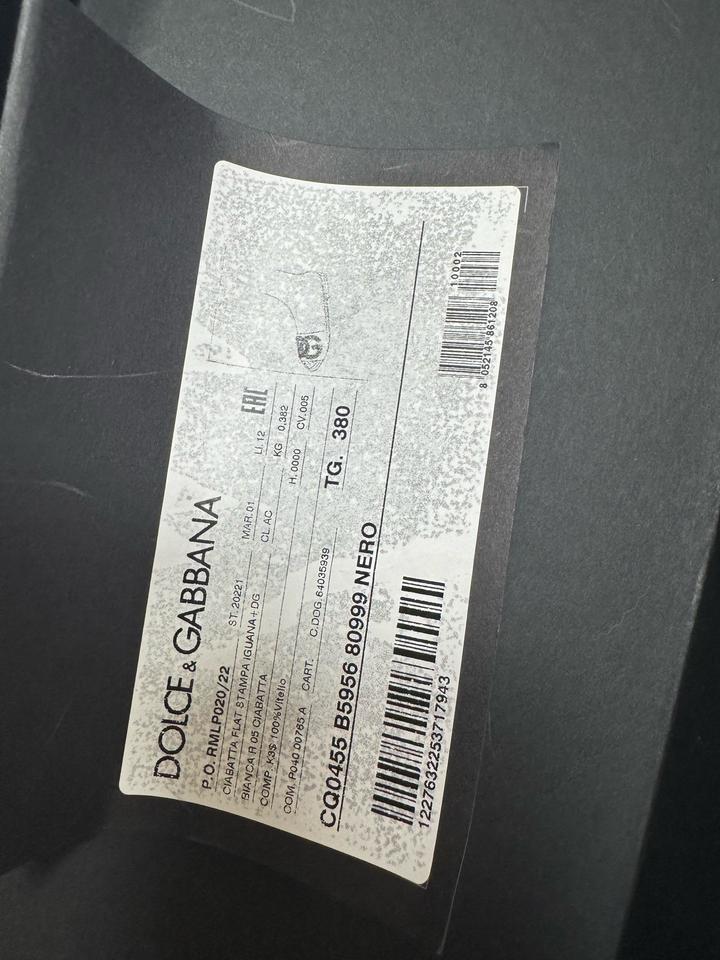 DOLCE & GABBANA
P.O. RMLP020/22
ST. 20221 MAR.01 LI.12 EAC
CIABATTA FLAT STAMPA IGUANA+DG
BIANCA R 05 CIABATTA CL.AC KG 0,382
COMP. K3$ 100%Vitello H.0000 CV.005
COM. P040 00765 A CART. C.DOG. 64035939
TG. 380
CQ0455 B5956 80999 NERO
1227632253717943
10002
8 052145 861208